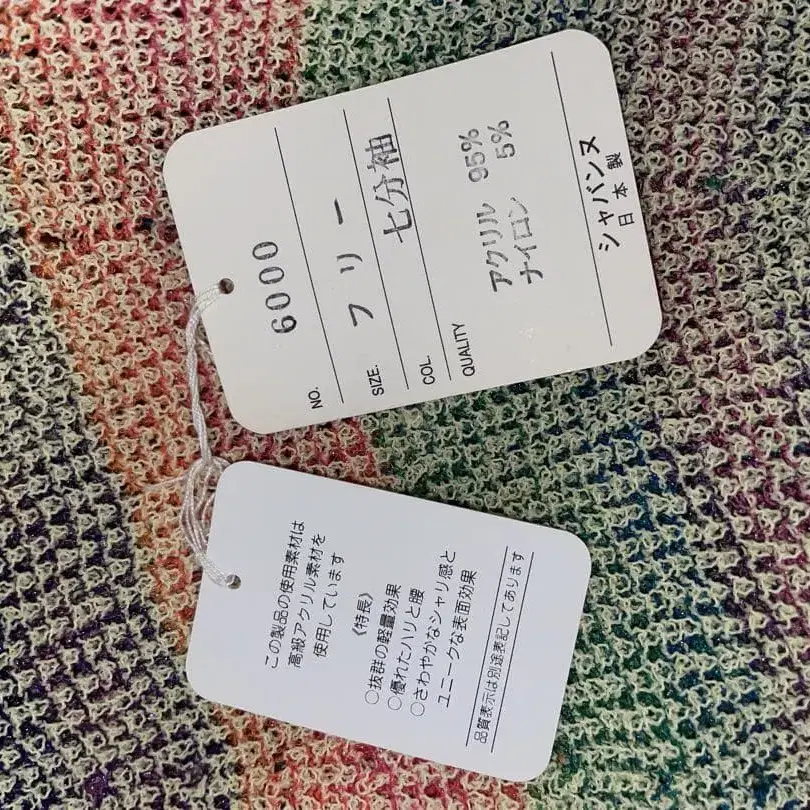 6000
NO.
SIZE. フリー
COL. 七分袖
QUALITY
アクリル 95%
ナイロン 5%
シャバンヌ
日本製
この製品の使用素材は
高級アクリル素材を
使用しています
《特長》
○抜群の軽量効果
○優れたハリと腰
○さわやかなシャリ感と
ユニークな表面効果
品質表示は別途表記してあります